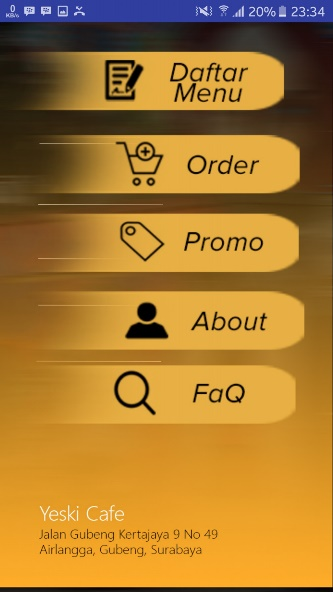 0
KB/s
20% 23:34
Daftar
Menu
Order
Promo
About
FaQ
Yeski Cafe
Jalan Gubeng Kertajaya 9 No 49
Airlangga, Gubeng, Surabaya